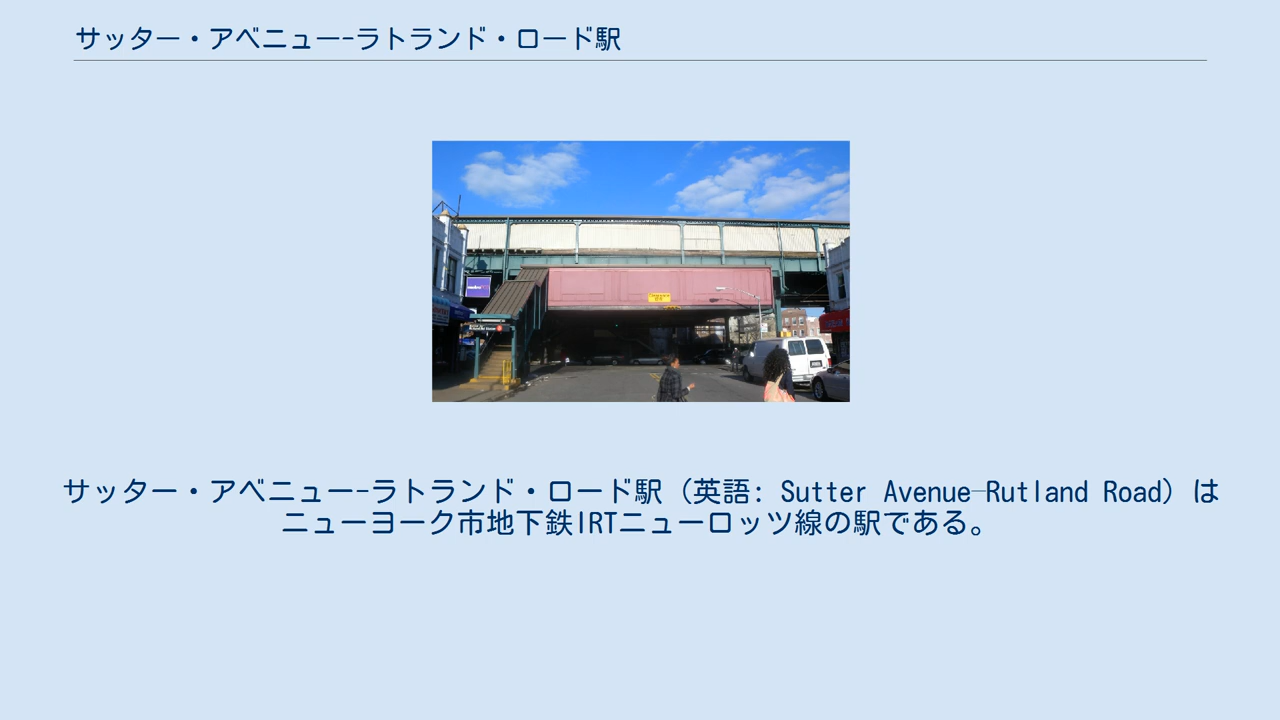 サッター・アベニュー-ラトランド・ロード駅
サッター・アベニュー-ラトランド・ロード駅（英語: Sutter Avenue–Rutland Road）は
ニューヨーク市地下鉄IRTニューロッツ線の駅である。